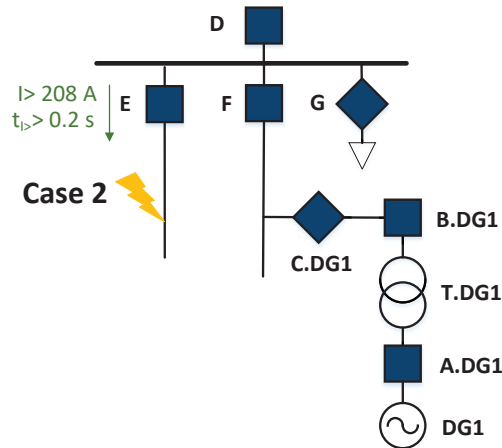 D
I> 208 A
E
F
G
t_I>> 0.2 s
Case 2
B.DG1
C.DG1
T.DG1
A.DG1
DG1